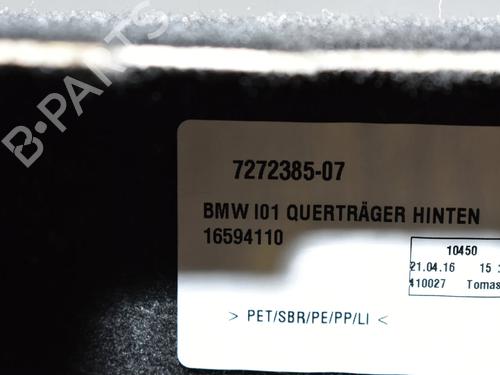 B-PARTS
7272385-07
BMW I01 QUERTRÄGER HINTEN
16594110
10450
21.04.16 15
410027 Tomas
> PET/SBR/PE/PP/LI <